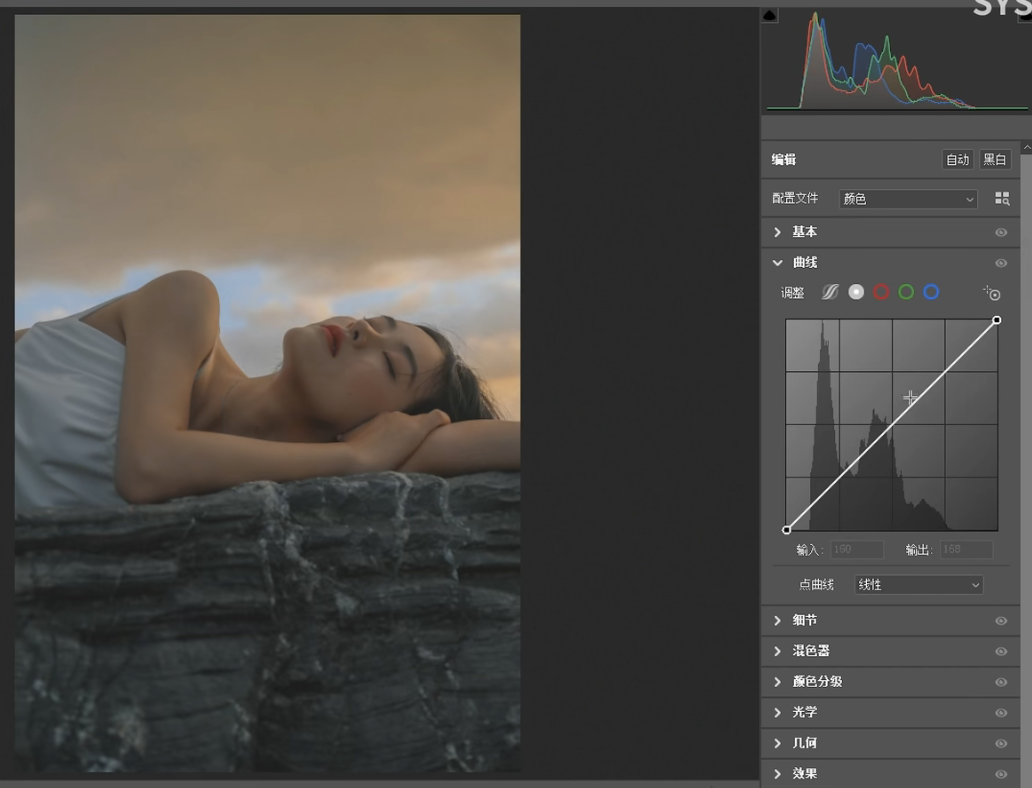 SYS
编辑 自动 黑白
配置文件 颜色
基本
曲线
调整
输入: 160 输出: 168
点曲线 线性
细节
混色器
颜色分级
光学
几何
效果